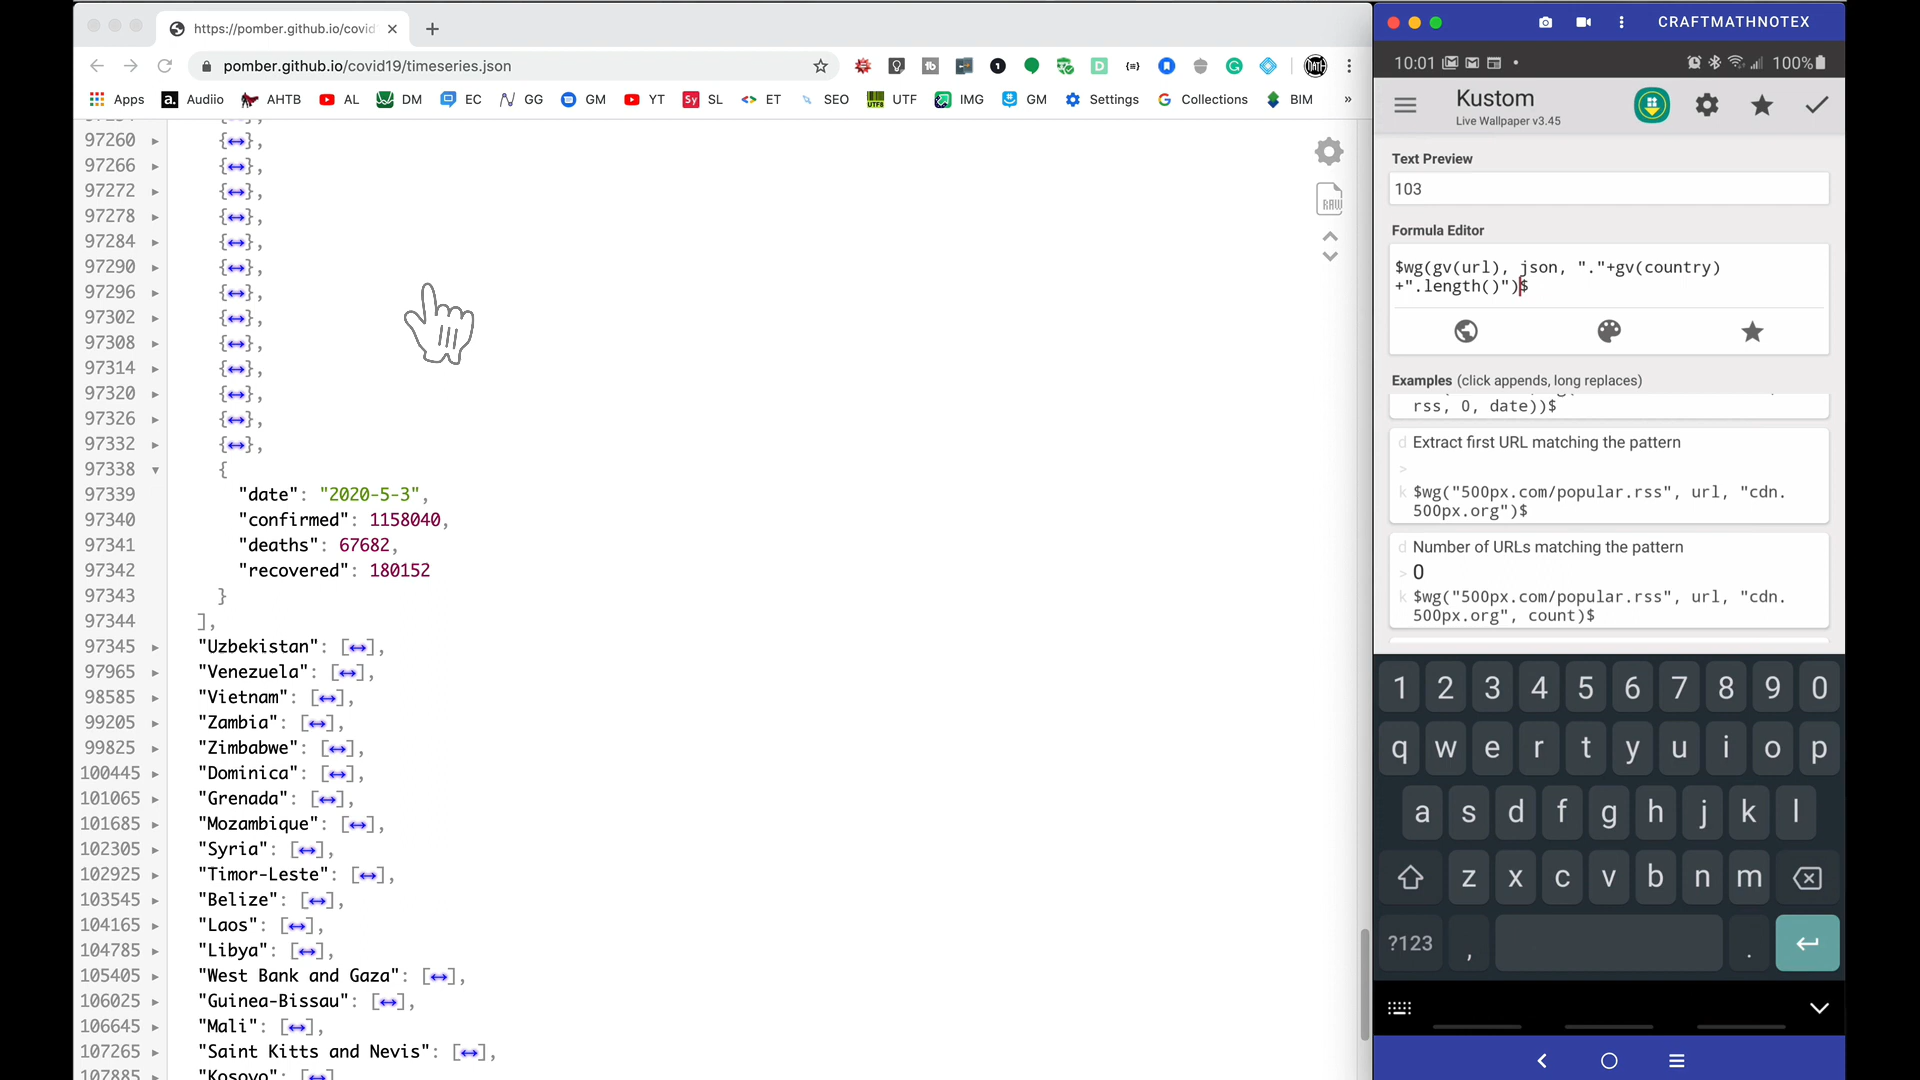 https://pomber.github.io/covid
pomber.github.io/covid19/timeseries.json
Apps Audiio AHTB AL DM EC GG GM YT SL ET SEO UTF IMG GM Settings Collections BIM »
97260 {↔},
97266 {↔},
97272 {↔},
97278 {↔},
97284 {↔},
97290 {↔},
97296 {↔},
97302 {↔},
97308 {↔},
97314 {↔},
97320 {↔},
97326 {↔},
97332 {↔},
97338 {
97339 "date": "2020-5-3",
97340 "confirmed": 1158040,
97341 "deaths": 67682,
97342 "recovered": 180152
97343 }
97344 ],
97345 "Uzbekistan": [↔],
97965 "Venezuela": [↔],
98585 "Vietnam": [↔],
99205 "Zambia": [↔],
99825 "Zimbabwe": [↔],
100445 "Dominica": [↔],
101065 "Grenada": [↔],
101685 "Mozambique": [↔],
102305 "Syria": [↔],
102925 "Timor-Leste": [↔],
103545 "Belize": [↔],
104165 "Laos": [↔],
104785 "Libya": [↔],
105405 "West Bank and Gaza": [↔],
106025 "Guinea-Bissau": [↔],
106645 "Mali": [↔],
107265 "Saint Kitts and Nevis": [↔],
107885 "Kosovo": [↔],
RAW
CRAFTMATHNOTEX
10:01 100%
Kustom
Live Wallpaper v3.45
Text Preview
103
Formula Editor
$wg(gv(url), json, "."+gv(country)
+".length()")$
Examples (click appends, long replaces)
rss, 0, date))$
d Extract first URL matching the pattern
>
k $wg("500px.com/popular.rss", url, "cdn.
500px.org")$
d Number of URLs matching the pattern
> 0
k $wg("500px.com/popular.rss", url, "cdn.
500px.org", count)$
1 2 3 4 5 6 7 8 9 0
q w e r t y u i o p
a s d f g h j k l
z x c v b n m
?123 , .